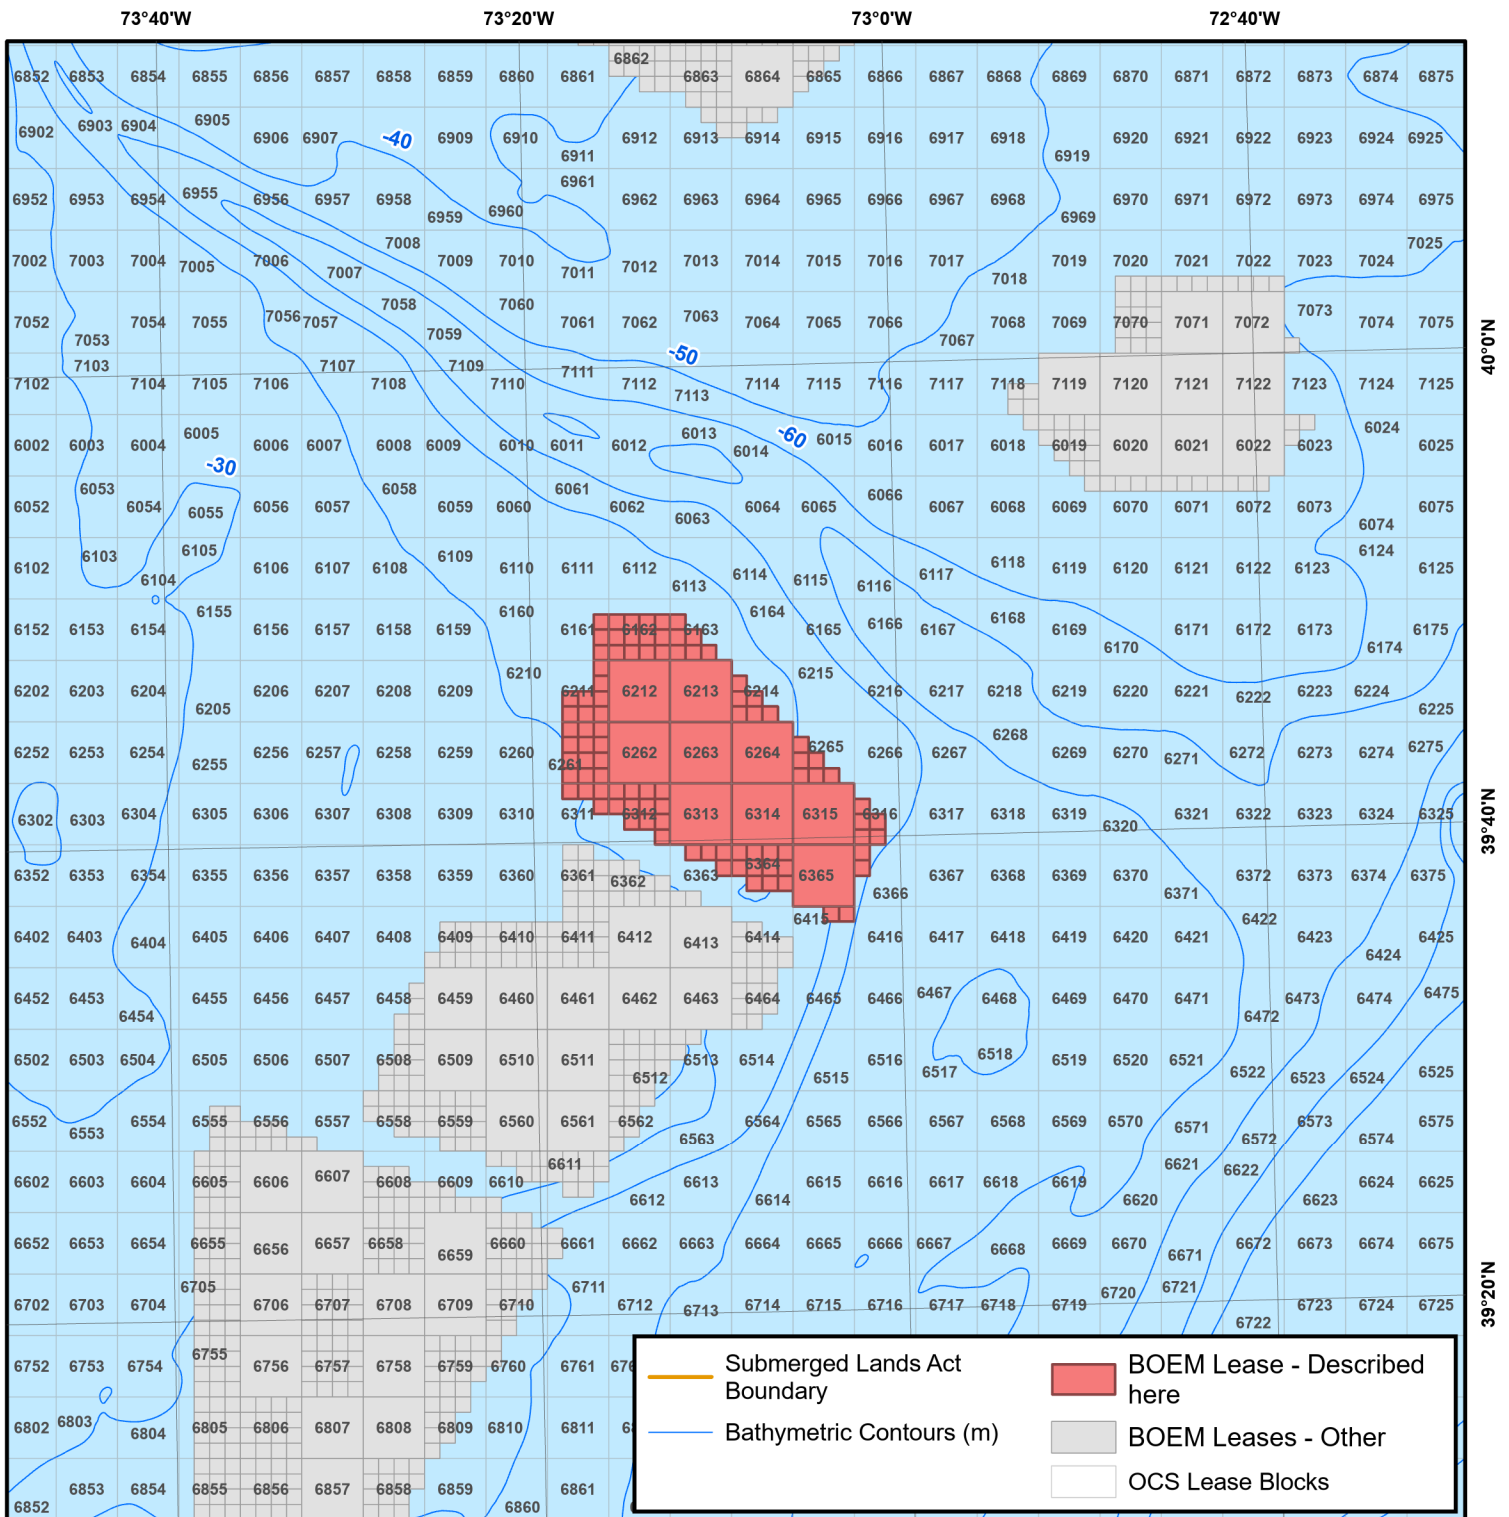 73°40'W 73°20'W 73°0'W 72°40'W
6862
6852 6853 6854 6855 6856 6857 6858 6859 6860 6861 6863 6864 6865 6866 6867 6868 6869 6870 6871 6872 6873 6874 6875
6902 6903 6904 6905 6906 6907 -40 6909 6910 6912 6913 6914 6915 6916 6917 6918 6920 6921 6922 6923 6924 6925
6911 6919
6961
6952 6953 6954 6955 6956 6957 6958 6959 6960 6962 6963 6964 6965 6966 6967 6968 6969 6970 6971 6972 6973 6974 6975
7008 7025
7002 7003 7004 7005 7006 7007 7009 7010 7011 7012 7013 7014 7015 7016 7017 7018 7019 7020 7021 7022 7023 7024
7052 7053 7054 7055 7056 7057 7058 7059 7060 7061 7062 7063 7064 7065 7066 7067 7068 7069 7070 7071 7072 7073 7074 7075
40°0'N
-50
7103 7107 7109 7111
7102 7104 7105 7106 7108 7110 7112 7113 7114 7115 7116 7117 7118 7119 7120 7121 7122 7123 7124 7125
6002 6003 6004 6005 6006 6007 6008 6009 6010 6011 6012 6013 6014 -60 6015 6016 6017 6018 6019 6020 6021 6022 6023 6024 6025
-30
6052 6053 6054 6055 6056 6057 6058 6059 6060 6061 6062 6063 6064 6065 6066 6067 6068 6069 6070 6071 6072 6073 6074 6075
6102 6103 6104 6105 6106 6107 6108 6109 6110 6111 6112 6113 6114 6115 6116 6117 6118 6119 6120 6121 6122 6123 6124 6125
6152 6153 6154 6155 6156 6157 6158 6159 6160 6161 6162 6163 6164 6165 6166 6167 6168 6169 6170 6171 6172 6173 6174 6175
6202 6203 6204 6205 6206 6207 6208 6209 6210 6211 6212 6213 6214 6215 6216 6217 6218 6219 6220 6221 6222 6223 6224 6225
6252 6253 6254 6255 6256 6257 6258 6259 6260 6261 6262 6263 6264 6265 6266 6267 6268 6269 6270 6271 6272 6273 6274 6275
6302 6303 6304 6305 6306 6307 6308 6309 6310 6311 6312 6313 6314 6315 6316 6317 6318 6319 6320 6321 6322 6323 6324 6325
39°40'N
6352 6353 6354 6355 6356 6357 6358 6359 6360 6361 6362 6363 6364 6365 6366 6367 6368 6369 6370 6371 6372 6373 6374 6375
6402 6403 6404 6405 6406 6407 6408 6409 6410 6411 6412 6413 6414 6415 6416 6417 6418 6419 6420 6421 6422 6423 6424 6425
6452 6453 6454 6455 6456 6457 6458 6459 6460 6461 6462 6463 6464 6465 6466 6467 6468 6469 6470 6471 6472 6473 6474 6475
6502 6503 6504 6505 6506 6507 6508 6509 6510 6511 6512 6513 6514 6515 6516 6517 6518 6519 6520 6521 6522 6523 6524 6525
6552 6553 6554 6555 6556 6557 6558 6559 6560 6561 6562 6563 6564 6565 6566 6567 6568 6569 6570 6571 6572 6573 6574 6575
6602 6603 6604 6605 6606 6607 6608 6609 6610 6611 6612 6613 6614 6615 6616 6617 6618 6619 6620 6621 6622 6623 6624 6625
6652 6653 6654 6655 6656 6657 6658 6659 6660 6661 6662 6663 6664 6665 6666 6667 6668 6669 6670 6671 6672 6673 6674 6675
39°20'N
6702 6703 6704 6705 6706 6707 6708 6709 6710 6711 6712 6713 6714 6715 6716 6717 6718 6719 6720 6721 6722 6723 6724 6725
6752 6753 6754 6755 6756 6757 6758 6759 6760 6761
6802 6803 6804 6805 6806 6807 6808 6809 6810 6811
6852 6853 6854 6855 6856 6857 6858 6859 6860 6861
Submerged Lands Act
Boundary
Bathymetric Contours (m)
BOEM Lease - Described
here
BOEM Leases - Other
OCS Lease Blocks